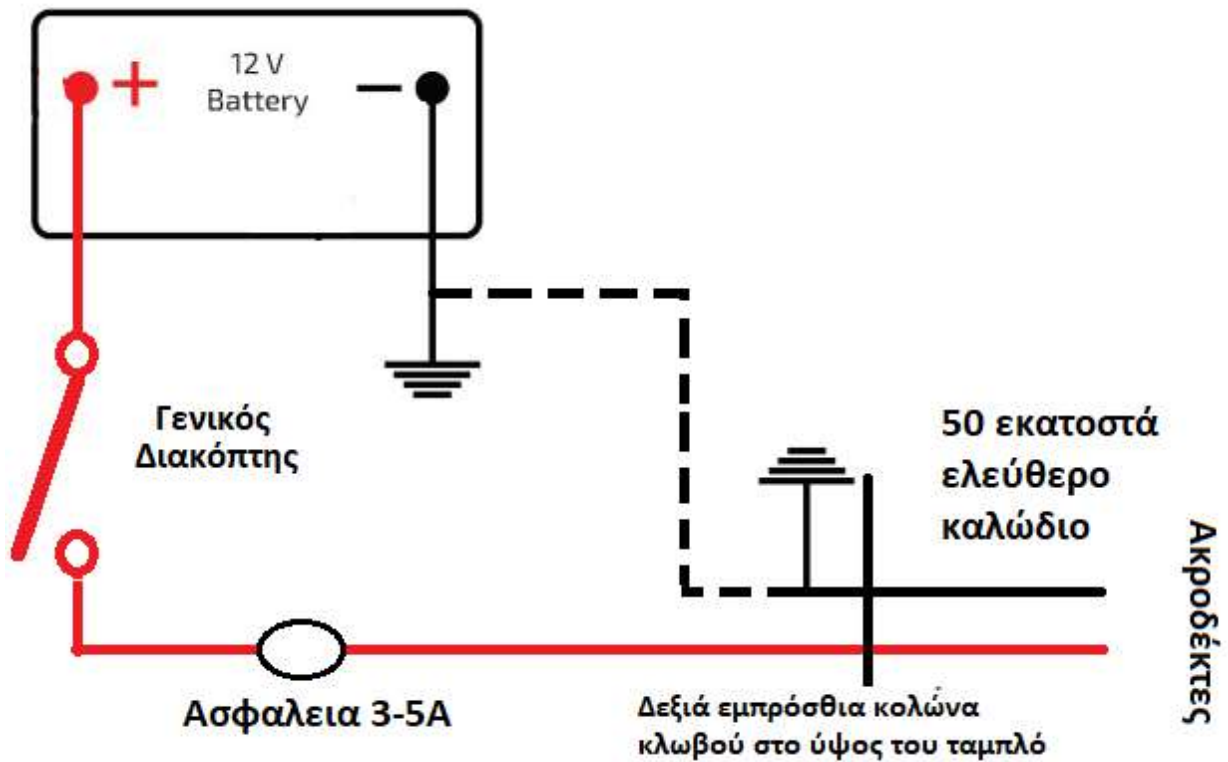 12 V
Battery
Γενικός
Διακόπτης
50 εκατοστά
ελεύθερο
καλώδιο
Ακροδέκτες
Ασφαλεια 3-5Α
Δεξιά εμπρόσθια κολώνα
κλωβού στο ύψος του ταμπλό